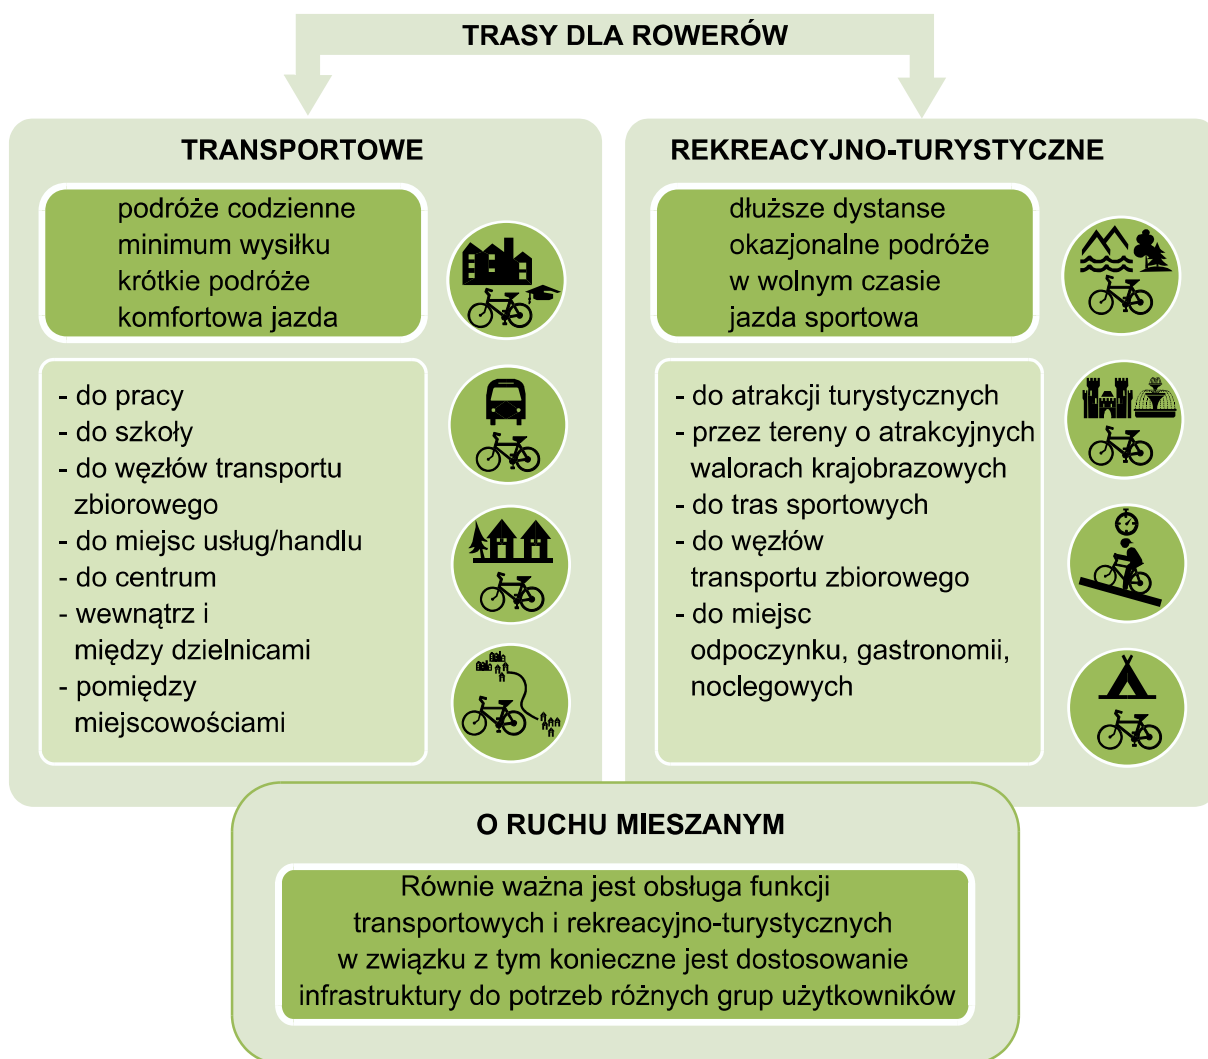 TRASY DLA ROWERÓW
TRANSPORTOWE
podróże codzienne
minimum wysiłku
krótkie podróże
komfortowa jazda
- do pracy
- do szkoły
- do węzłów transportu
zbiorowego
- do miejsc usług/handlu
- do centrum
- wewnątrz i
między dzielnicami
- pomiędzy
miejscowościami
REKREACYJNO-TURYSTYCZNE
dłuższe dystanse
okazjonalne podróże
w wolnym czasie
jazda sportowa
- do atrakcji turystycznych
- przez tereny o atrakcyjnych
walorach krajobrazowych
- do tras sportowych
- do węzłów
transportu zbiorowego
- do miejsc
odpoczynku, gastronomii,
noclegowych
O RUCHU MIESZANYM
Równie ważna jest obsługa funkcji
transportowych i rekreacyjno-turystycznych
w związku z tym konieczne jest dostosowanie
infrastruktury do potrzeb różnych grup użytkowników